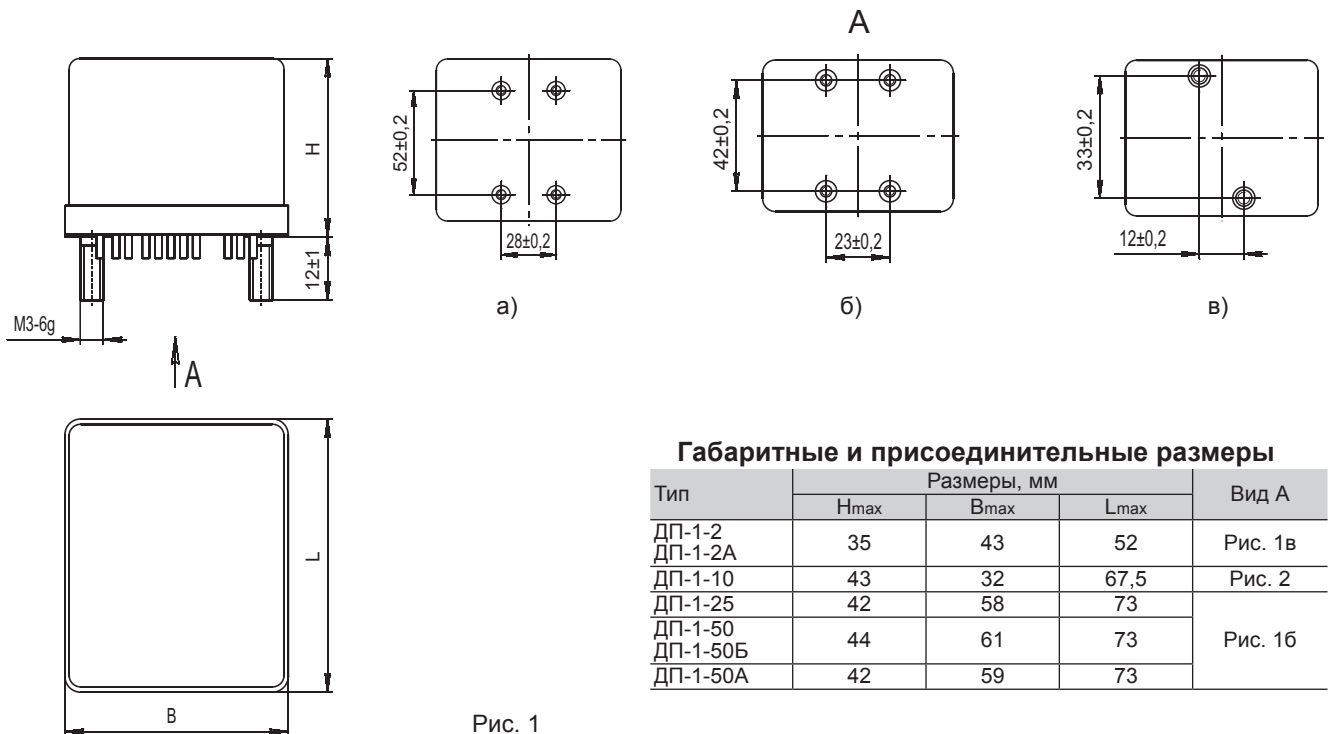 А
H
12±1
М3-6g
А
52±0,2
28±0,2
а)
42±0,2
23±0,2
б)
33±0,2
12±0,2
в)
L
B
Рис. 1
Габаритные и присоединительные размеры
Тип Размеры, мм Вид А
Hmax Bmax Lmax
ДП-1-2
ДП-1-2А 35 43 52 Рис. 1в
ДП-1-10 43 32 67,5 Рис. 2
ДП-1-25 42 58 73 Рис. 1б
ДП-1-50
ДП-1-50Б 44 61 73
ДП-1-50А 42 59 73